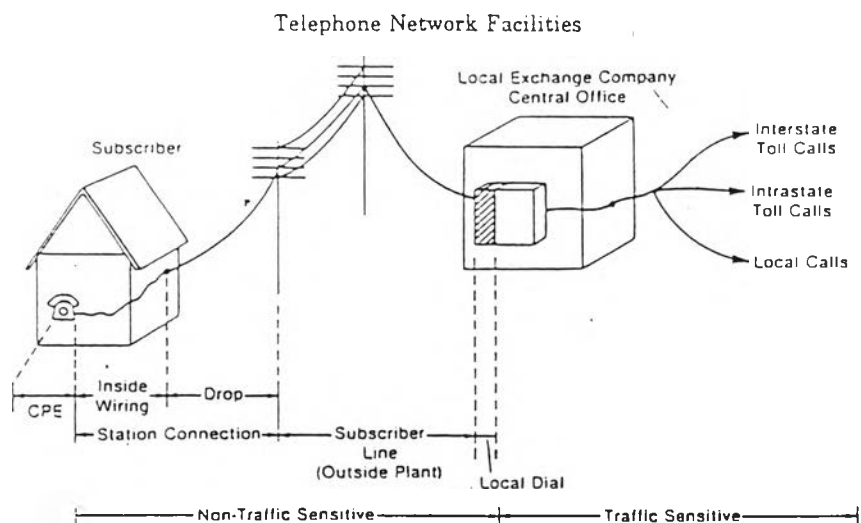 Telephone Network Facilities
Local Exchange Company
Central Office
Subscriber
Interstate
Toll Calls
Intrastate
Toll Calls
Local Calls
Inside
Wiring
Drop
CPE
Station Connection
Subscriber
Line
(Outside Plant)
Local Dial
Non-Traffic Sensitive
Traffic Sensitive